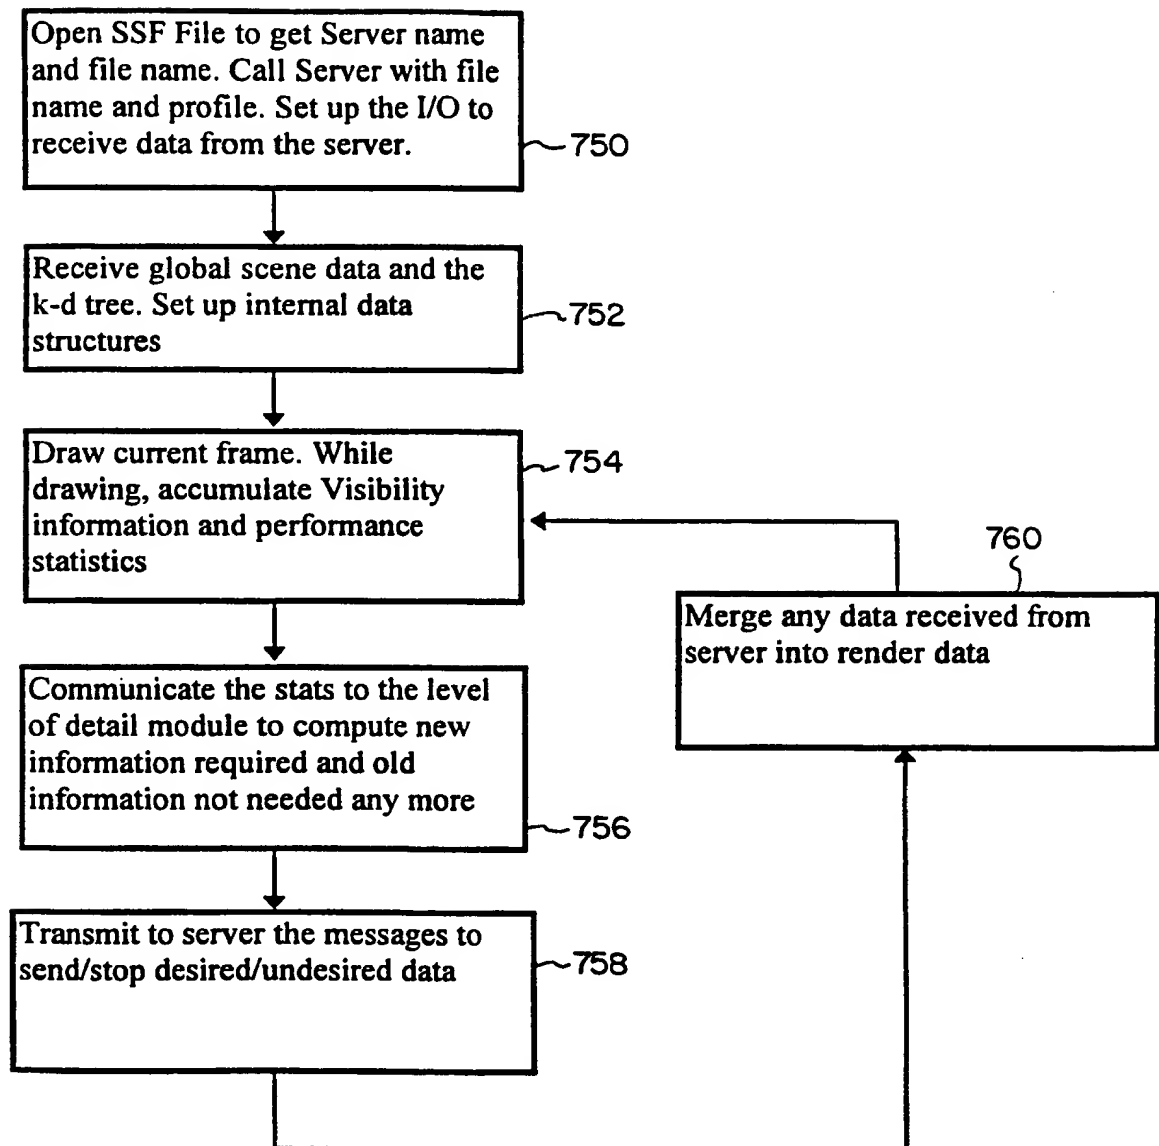 Open SSF File to get Server name
and file name. Call Server with file
name and profile. Set up the I/O to
receive data from the server.
750
Receive global scene data and the
k-d tree. Set up internal data
structures
752
Draw current frame. While
drawing, accumulate Visibility
information and performance
statistics
754
760
Merge any data received from
server into render data
Communicate the stats to the level
of detail module to compute new
information required and old
information not needed any more
756
Transmit to server the messages to
send/stop desired/undesired data
758